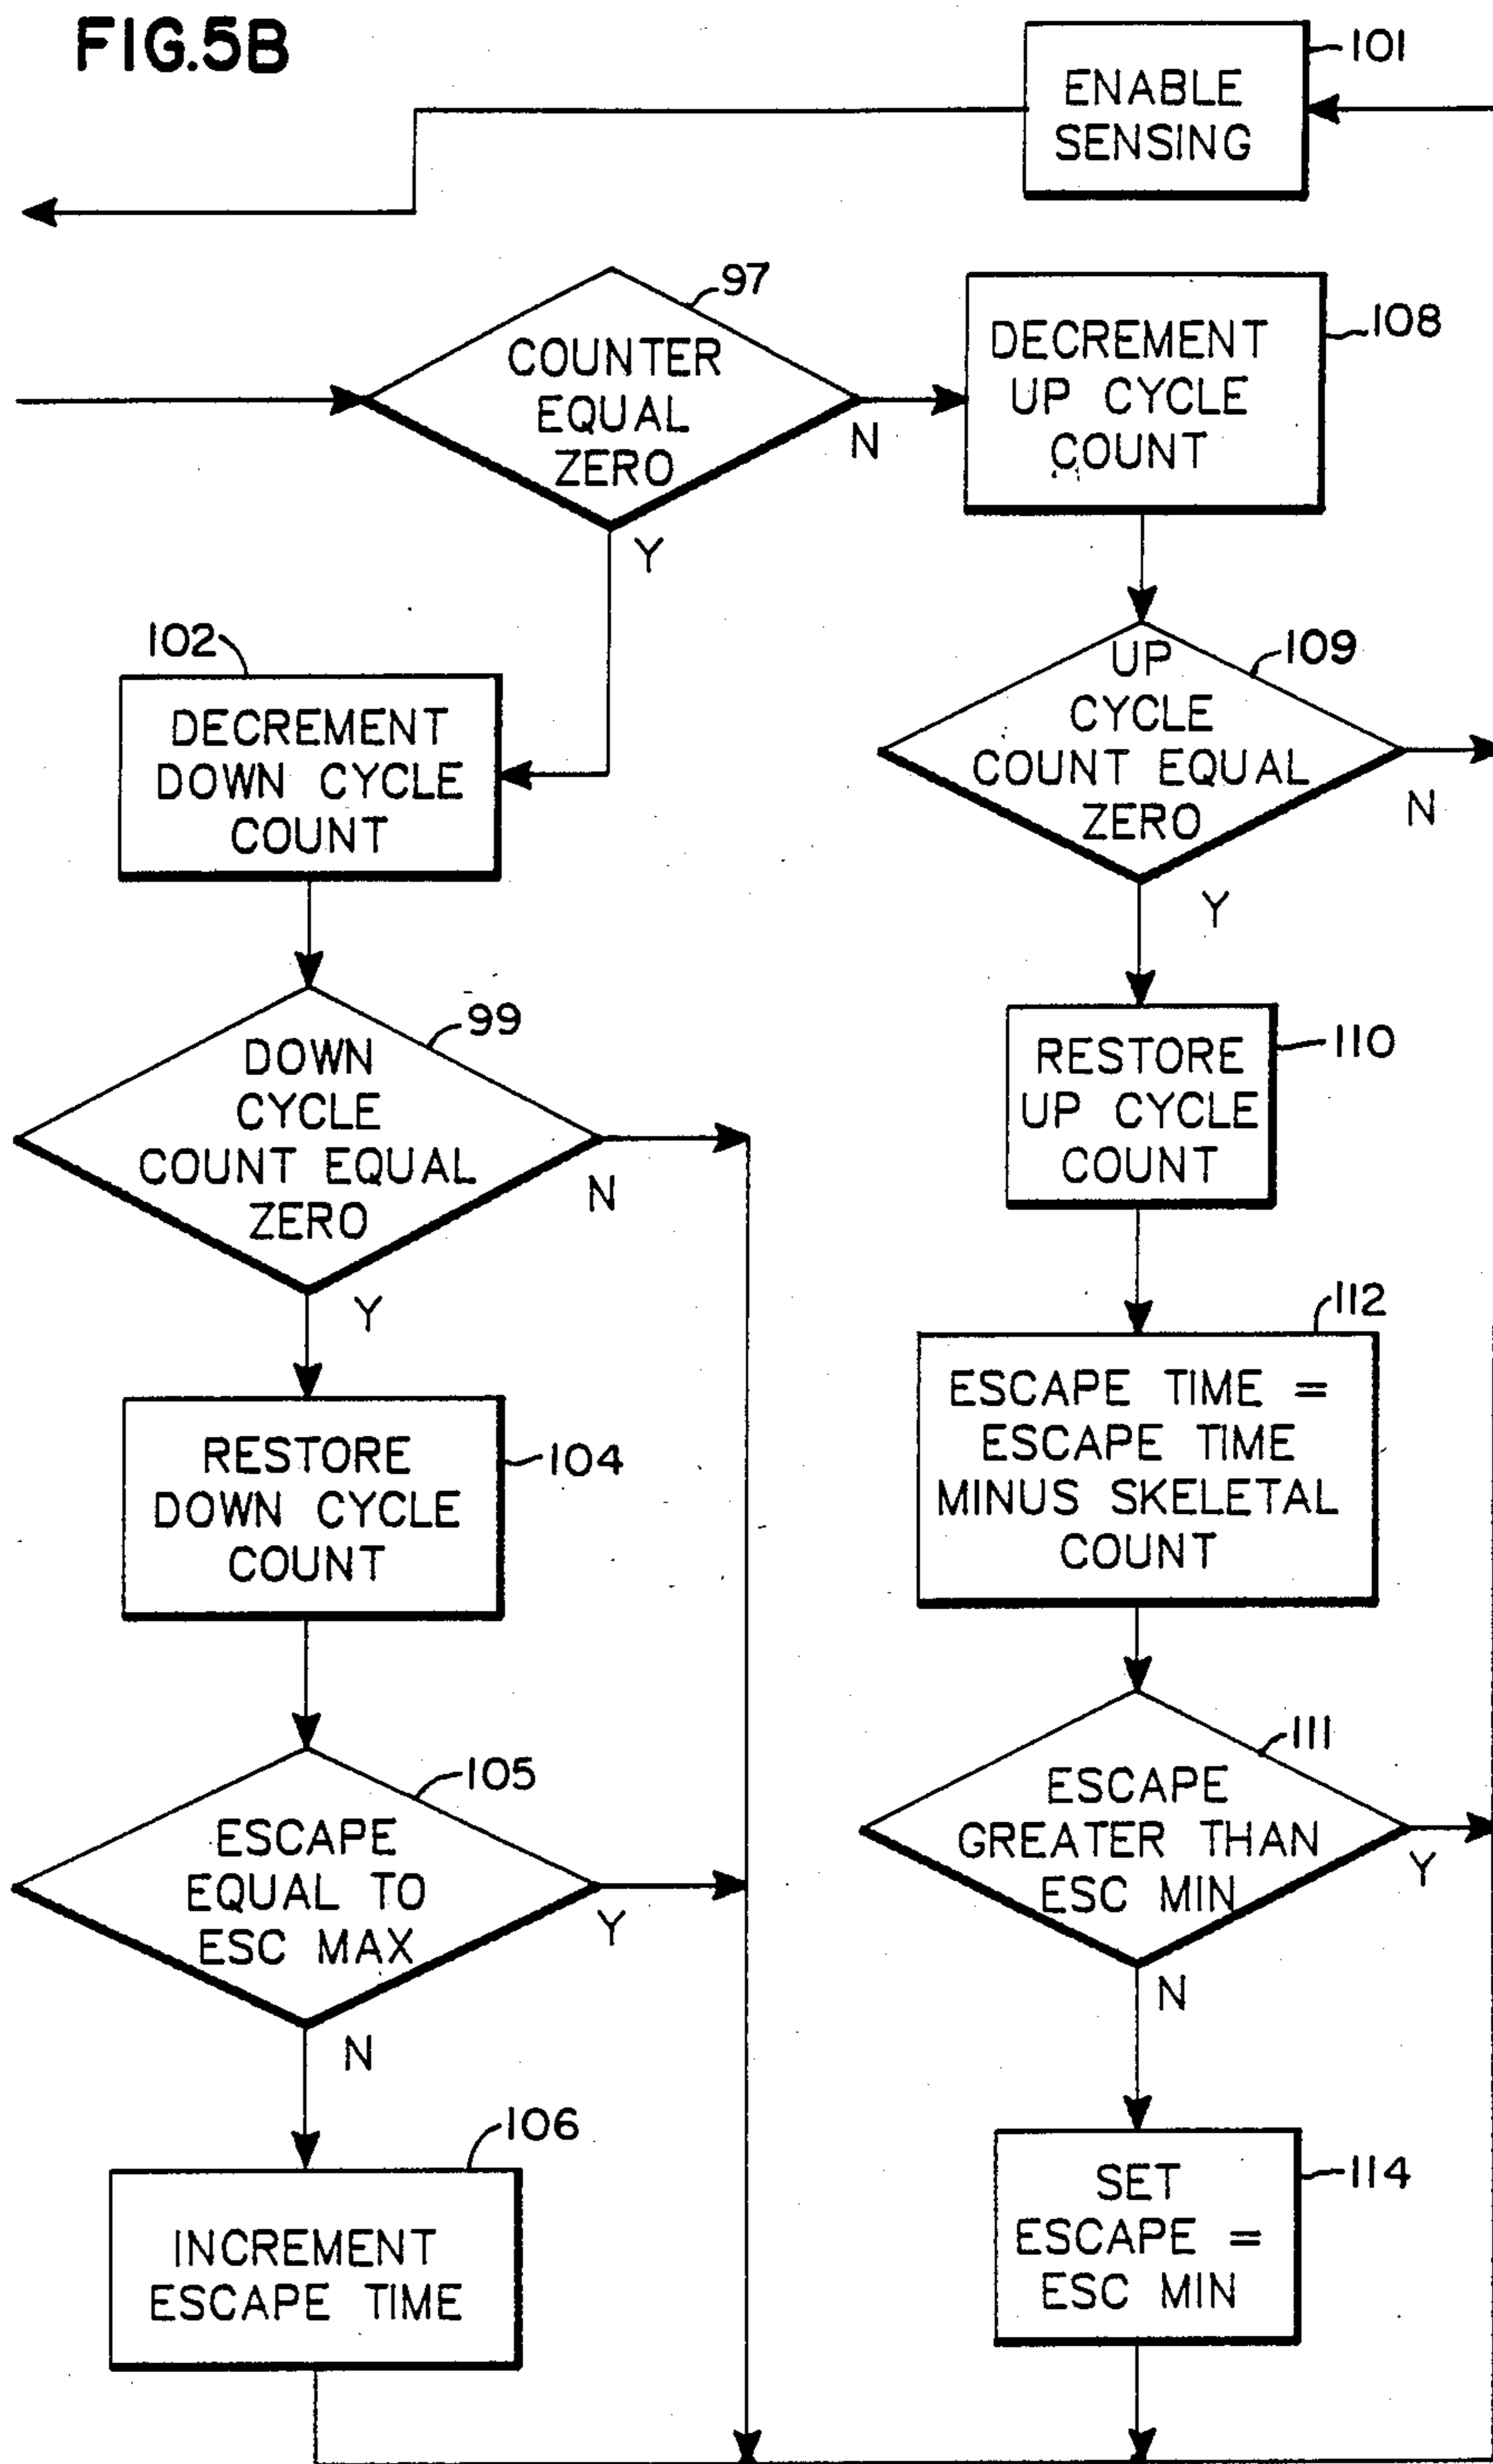 FIG.5B
101
ENABLE
SENSING
97
COUNTER
EQUAL
ZERO
N
Y
108
DECREMENT
UP CYCLE
COUNT
102
DECREMENT
DOWN CYCLE
COUNT
109
UP
CYCLE
COUNT EQUAL
ZERO
N
Y
99
DOWN
CYCLE
COUNT EQUAL
ZERO
N
Y
110
RESTORE
UP CYCLE
COUNT
104
RESTORE
DOWN CYCLE
COUNT
112
ESCAPE TIME =
ESCAPE TIME
MINUS SKELETAL
COUNT
105
ESCAPE
EQUAL TO
ESC MAX
Y
N
111
ESCAPE
GREATER THAN
ESC MIN
Y
N
106
INCREMENT
ESCAPE TIME
114
SET
ESCAPE =
ESC MIN